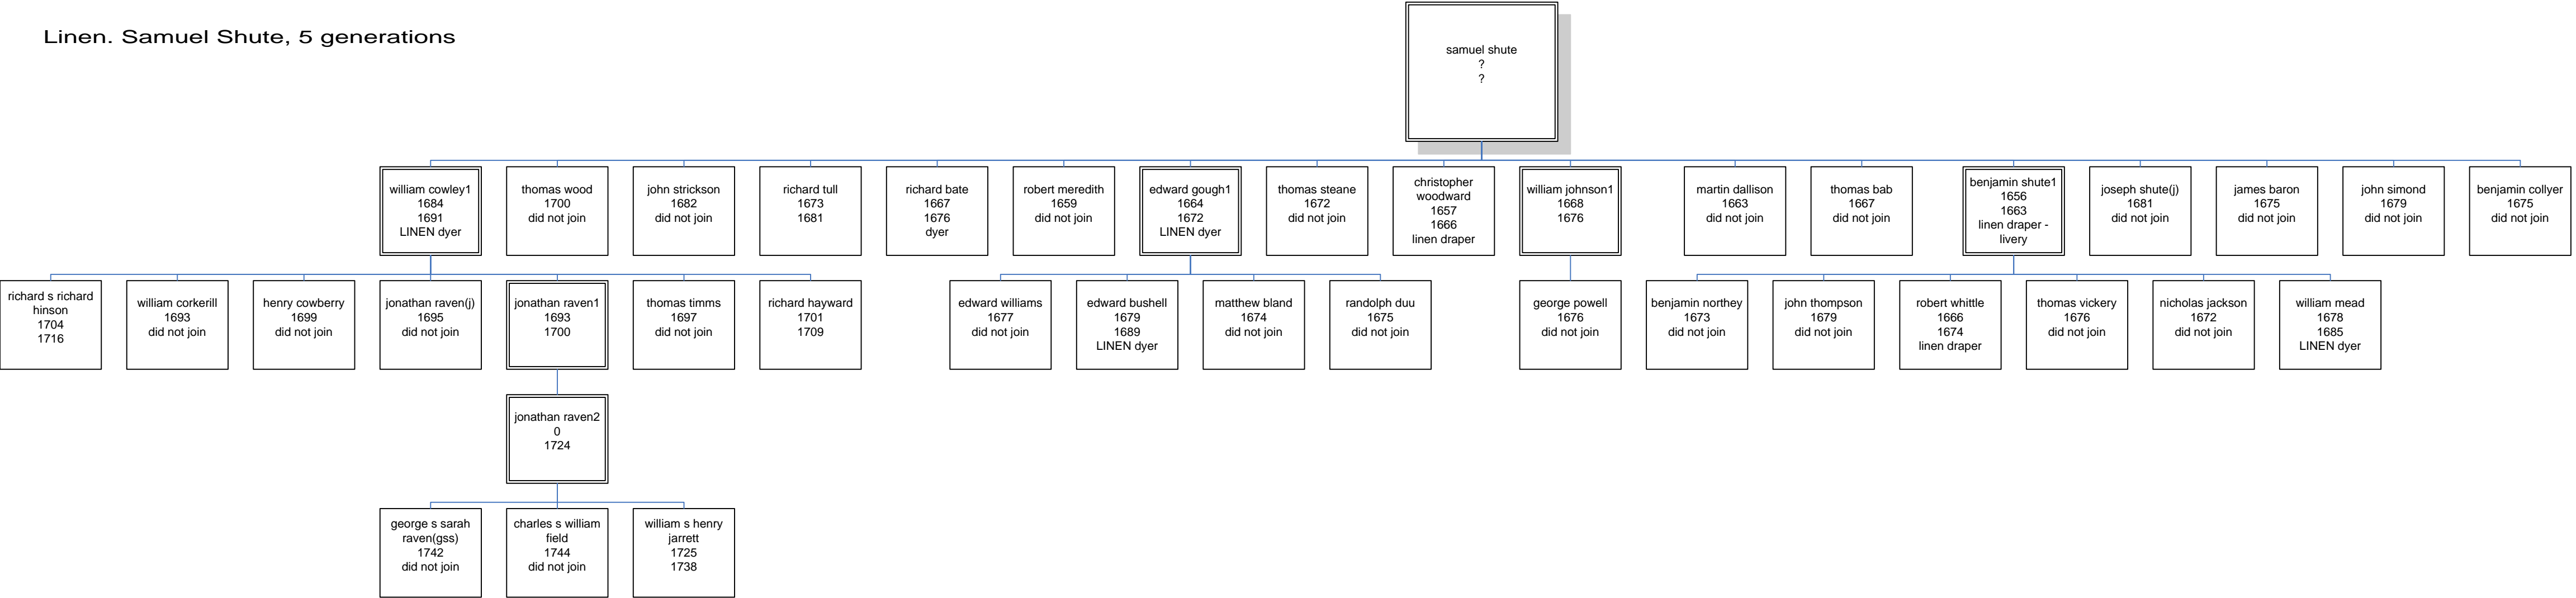 Linen. Samuel Shute, 5 generations
samuel shute
?
?
william cowley1
1684
1691
LINEN dyer
thomas wood
1700
did not join
john strickson
1682
did not join
richard tull
1673
1681
richard bate
1667
1676
dyer
robert meredith
1659
did not join
edward gough1
1664
1672
LINEN dyer
thomas steane
1672
did not join
christopher
woodward
1657
1666
linen draper
william johnson1
1668
1676
martin dallison
1663
did not join
thomas bab
1667
did not join
benjamin shute1
1656
1663
linen draper -
livery
joseph shute(j)
1681
did not join
james baron
1675
did not join
john simond
1679
did not join
benjamin collyer
1675
did not join
richard s richard
hinson
1704
1716
william corkerill
1693
did not join
henry cowberry
1699
did not join
jonathan raven(j)
1695
did not join
jonathan raven1
1693
1700
thomas timms
1697
did not join
richard hayward
1701
1709
edward williams
1677
did not join
edward bushell
1679
1689
LINEN dyer
matthew bland
1674
did not join
randolph duu
1675
did not join
george powell
1676
did not join
benjamin northey
1673
did not join
john thompson
1679
did not join
robert whittle
1666
1674
linen draper
thomas vickery
1676
did not join
nicholas jackson
1672
did not join
william mead
1678
1685
LINEN dyer
jonathan raven2
0
1724
george s sarah
raven(gss)
1742
did not join
charles s william
field
1744
did not join
william s henry
jarrett
1725
1738